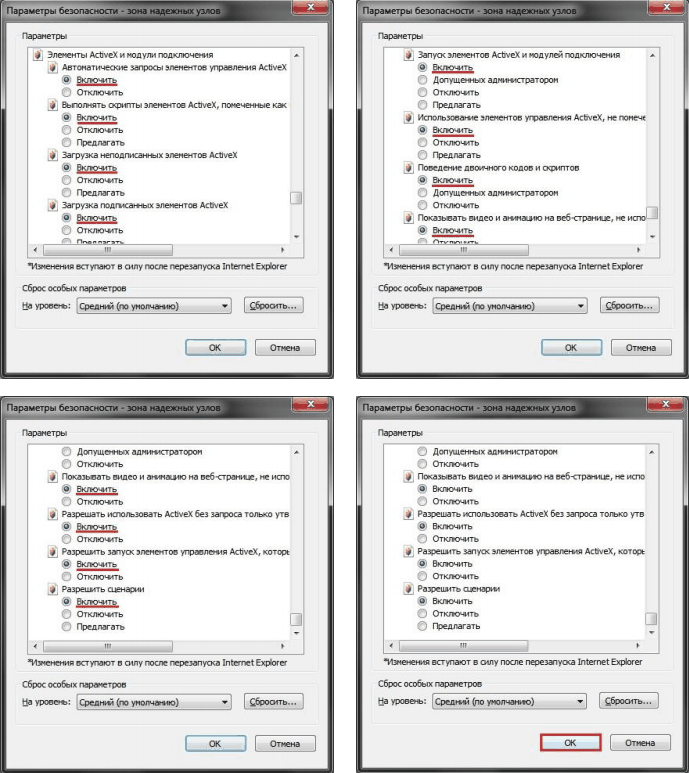 Параметры безопасности - зона надежных узлов
Параметры
Элементы ActiveX и модули подключения
Автоматические запросы элементов управления ActiveX
Включить
Отключить
Выполнять скрипты элементов ActiveX, помеченные как
Включить
Отключить
Предлагать
Загрузка неподписанных элементов ActiveX
Включить
Отключить
Предлагать
Загрузка подписанных элементов ActiveX
Включить
Отключить
Предлагать
*Изменения вступают в силу после перезапуска Internet Explorer
Сброс особых параметров
На уровень: Средний (по умолчанию) Сбросить...
OK Отмена
Параметры безопасности - зона надежных узлов
Параметры
Запуск элементов ActiveX и модулей подключения
Включить
Допущенных администратором
Отключить
Предлагать
Использование элементов управления ActiveX, не помече
Включить
Отключить
Предлагать
Поведение двоичного кодов и скриптов
Включить
Допущенных администратором
Отключить
Показывать видео и анимацию на веб-странице, не испо
Включить
Отключить
*Изменения вступают в силу после перезапуска Internet Explorer
Сброс особых параметров
На уровень: Средний (по умолчанию) Сбросить...
OK Отмена
Параметры безопасности - зона надежных узлов
Параметры
Допущенных администратором
Отключить
Показывать видео и анимацию на веб-странице, не испо
Включить
Отключить
Разрешать использовать ActiveX без запроса только утв
Включить
Отключить
Разрешить запуск элементов управления ActiveX, которь
Включить
Отключить
Разрешить сценарии
Включить
Отключить
Предлагать
*Изменения вступают в силу после перезапуска Internet Explorer
Сброс особых параметров
На уровень: Средний (по умолчанию) Сбросить...
OK Отмена
Параметры безопасности - зона надежных узлов
Параметры
Допущенных администратором
Отключить
Показывать видео и анимацию на веб-странице, не испо
Включить
Отключить
Разрешать использовать ActiveX без запроса только утв
Включить
Отключить
Разрешить запуск элементов управления ActiveX, которь
Включить
Отключить
Разрешить сценарии
Включить
Отключить
Предлагать
*Изменения вступают в силу после перезапуска Internet Explorer
Сброс особых параметров
На уровень: Средний (по умолчанию) Сбросить...
OK Отмена